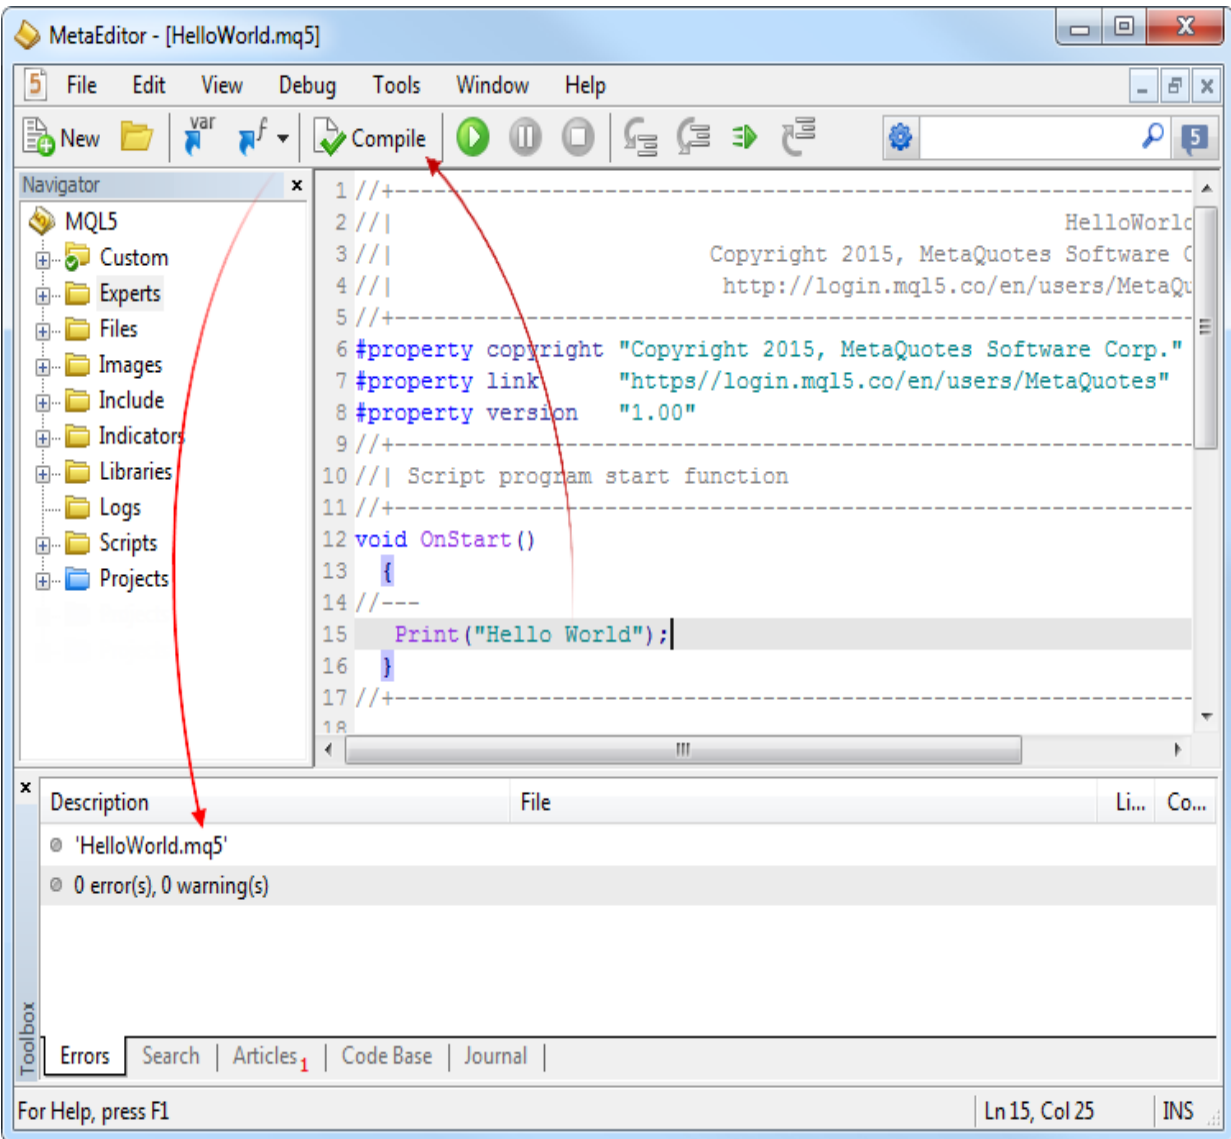 MetaEditor - [HelloWorld.mq5]
File Edit View Debug Tools Window Help
New var f Compile 5
Navigator
MQL5
Custom
Experts
Files
Images
Include
Indicators
Libraries
Logs
Scripts
Projects
1 //+------------------------------------------------------------------
2 //| HelloWorld
3 //| Copyright 2015, MetaQuotes Software C
4 //| http://login.mql5.co/en/users/MetaQu
5 //+------------------------------------------------------------------
6 #property copyright "Copyright 2015, MetaQuotes Software Corp."
7 #property link "https//login.mql5.co/en/users/MetaQuotes"
8 #property version "1.00"
9 //+------------------------------------------------------------------
10 //| Script program start function
11 //+------------------------------------------------------------------
12 void OnStart()
13 {
14 //---
15 Print("Hello World");
16 }
17 //+------------------------------------------------------------------
18
Description File Li... Co...
'HelloWorld.mq5'
0 error(s), 0 warning(s)
Toolbox
Errors Search Articles 1 Code Base Journal
For Help, press F1 Ln 15, Col 25 INS